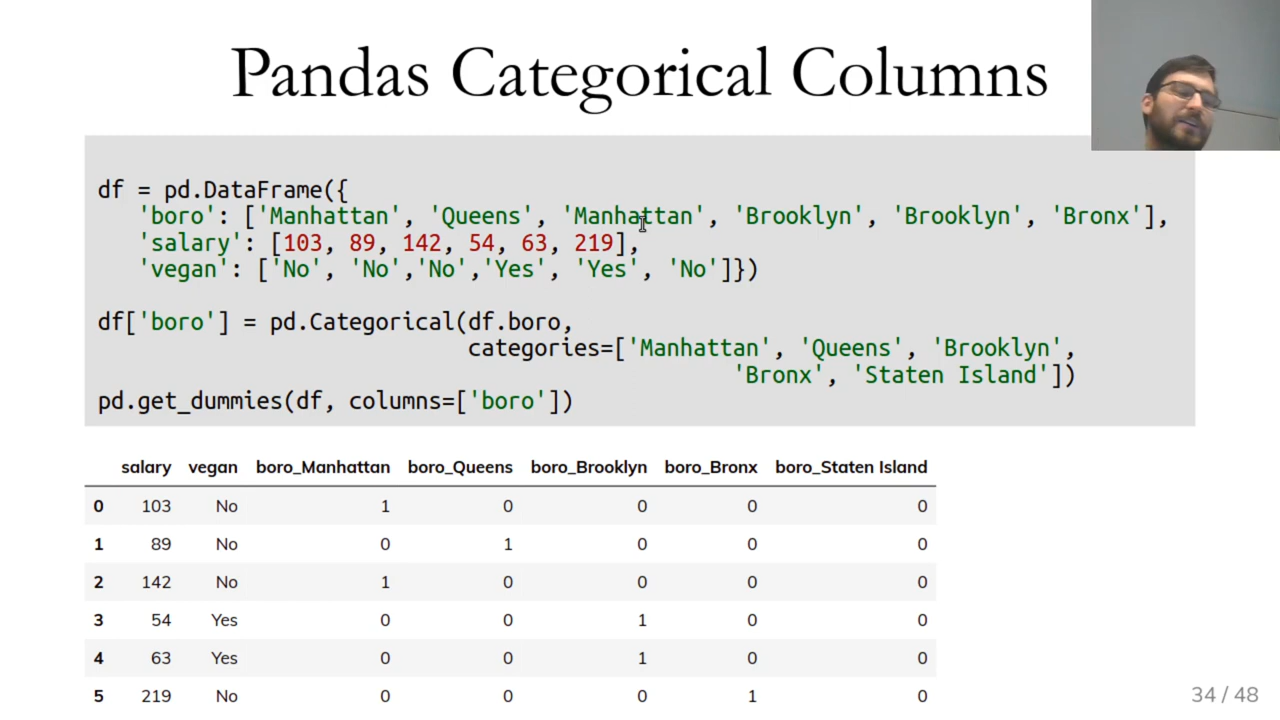 Pandas Categorical Columns
df = pd.DataFrame({
'boro': ['Manhattan', 'Queens', 'Manhattan', 'Brooklyn', 'Brooklyn', 'Bronx'],
'salary': [103, 89, 142, 54, 63, 219],
'vegan': ['No', 'No','No','Yes', 'Yes', 'No']})
df['boro'] = pd.Categorical(df.boro,
categories=['Manhattan', 'Queens', 'Brooklyn',
'Bronx', 'Staten Island'])
pd.get_dummies(df, columns=['boro'])
salary vegan boro_Manhattan boro_Queens boro_Brooklyn boro_Bronx boro_Staten Island
0 103 No 1 0 0 0 0
1 89 No 0 1 0 0 0
2 142 No 1 0 0 0 0
3 54 Yes 0 0 1 0 0
4 63 Yes 0 0 1 0 0
5 219 No 0 0 0 1 0
34 / 48